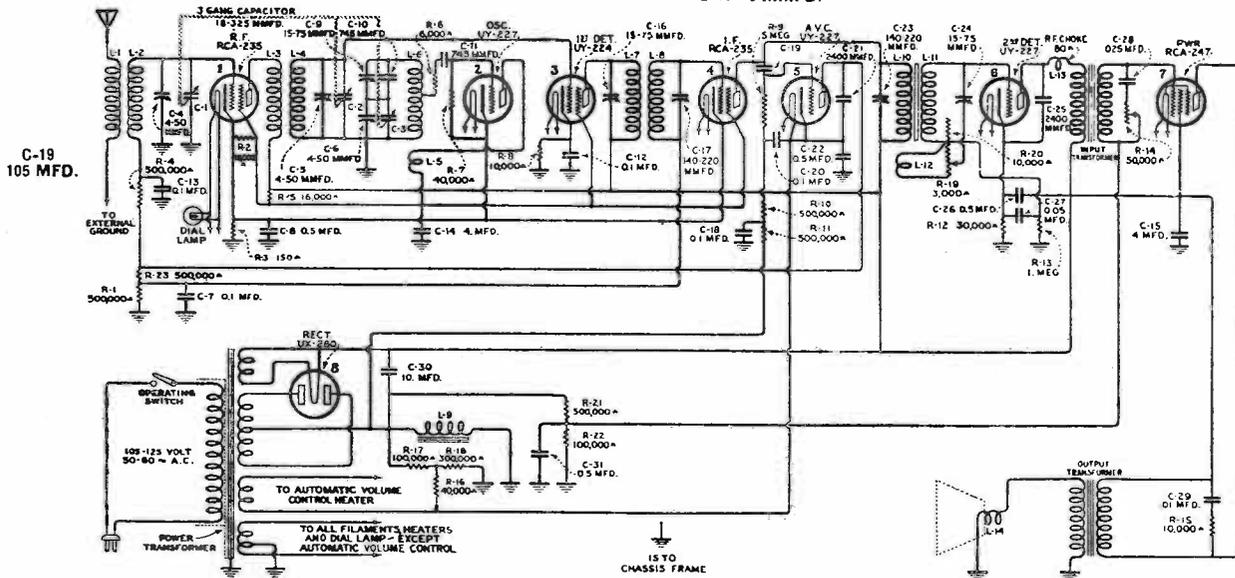 3 GANG CAPACITOR
18-325 MMFD.
R.F.
RCA-235
C-9
15-75 MMFD.
C-10
745 MMFD.
R-6
6,000 Ω
C-11
745 MMFD.
OSC.
UY-227
1ST DET.
UY-224
C-16
15-75 MMFD.
I.F.
RCA-235
R-9
5 MEG
C-19
A.V.C.
UY-227
C-21
2400 MMFD.
C-23
140-220
MMFD.
C-24
15-75
MMFD.
2ND DET.
UY-227
R.F. CHOKE
80 Ω
L-13
C-28
.025 MFD.
PWR
RCA-247
L-1
L-2
L-3
L-4
L-6
L-7
L-8
L-10
L-11
1
2
3
4
5
6
7
C-1
C-4
4-50
MMFD.
R-2
C-2
C-3
C-25
2400
MMFD.
C-19
105 MFD.
R-4
500,000 Ω
C-13
0.1 MFD.
C-5
4-50 MMFD.
C-6
4-50 MMFD.
L-5
R-7
40,000 Ω
R-8
10,000 Ω
C-12
0.1 MFD.
C-17
140-220
MMFD
C-22
0.5 MFD.
C-20
0.1 MFD
L-12
R-19
3,000 Ω
R-20
10,000 Ω
INPUT
TRANSFORMER
R-14
50,000 Ω
TO
EXTERNAL
GROUND
DIAL
LAMP
R-5 16,000 Ω
C-8 0.5 MFD.
R-3 150 Ω
C-14 4. MFD.
R-10
500,000 Ω
R-11
500,000 Ω
C-18
0.1 MFD.
C-26 0.5 MFD.
C-27
0.05
MFD.
R-12 30,000 Ω
R-13
1. MEG
C-15
4 MFD.
R-23 500,000 Ω
R-1
500,000 Ω
C-7 0.1 MFD.
RECT.
UX-280
8
C-30
10. MFD.
OPERATING
SWITCH
L-9
R-21
500,000 Ω
R-22
100,000 Ω
105-125 VOLT
50-60 ~ A.C.
R-17
100,000 Ω
R-18
300,000 Ω
C-31
0.5 MFD.
R-16
40,000 Ω
OUTPUT
TRANSFORMER
TO AUTOMATIC VOLUME
CONTROL HEATER
C-29
.01 MFD.
R-15
10,000 Ω
L-14
POWER
TRANSFORMER
TO ALL FILAMENTS HEATERS
AND DIAL LAMP - EXCEPT
AUTOMATIC VOLUME CONTROL
IS TO
CHASSIS FRAME